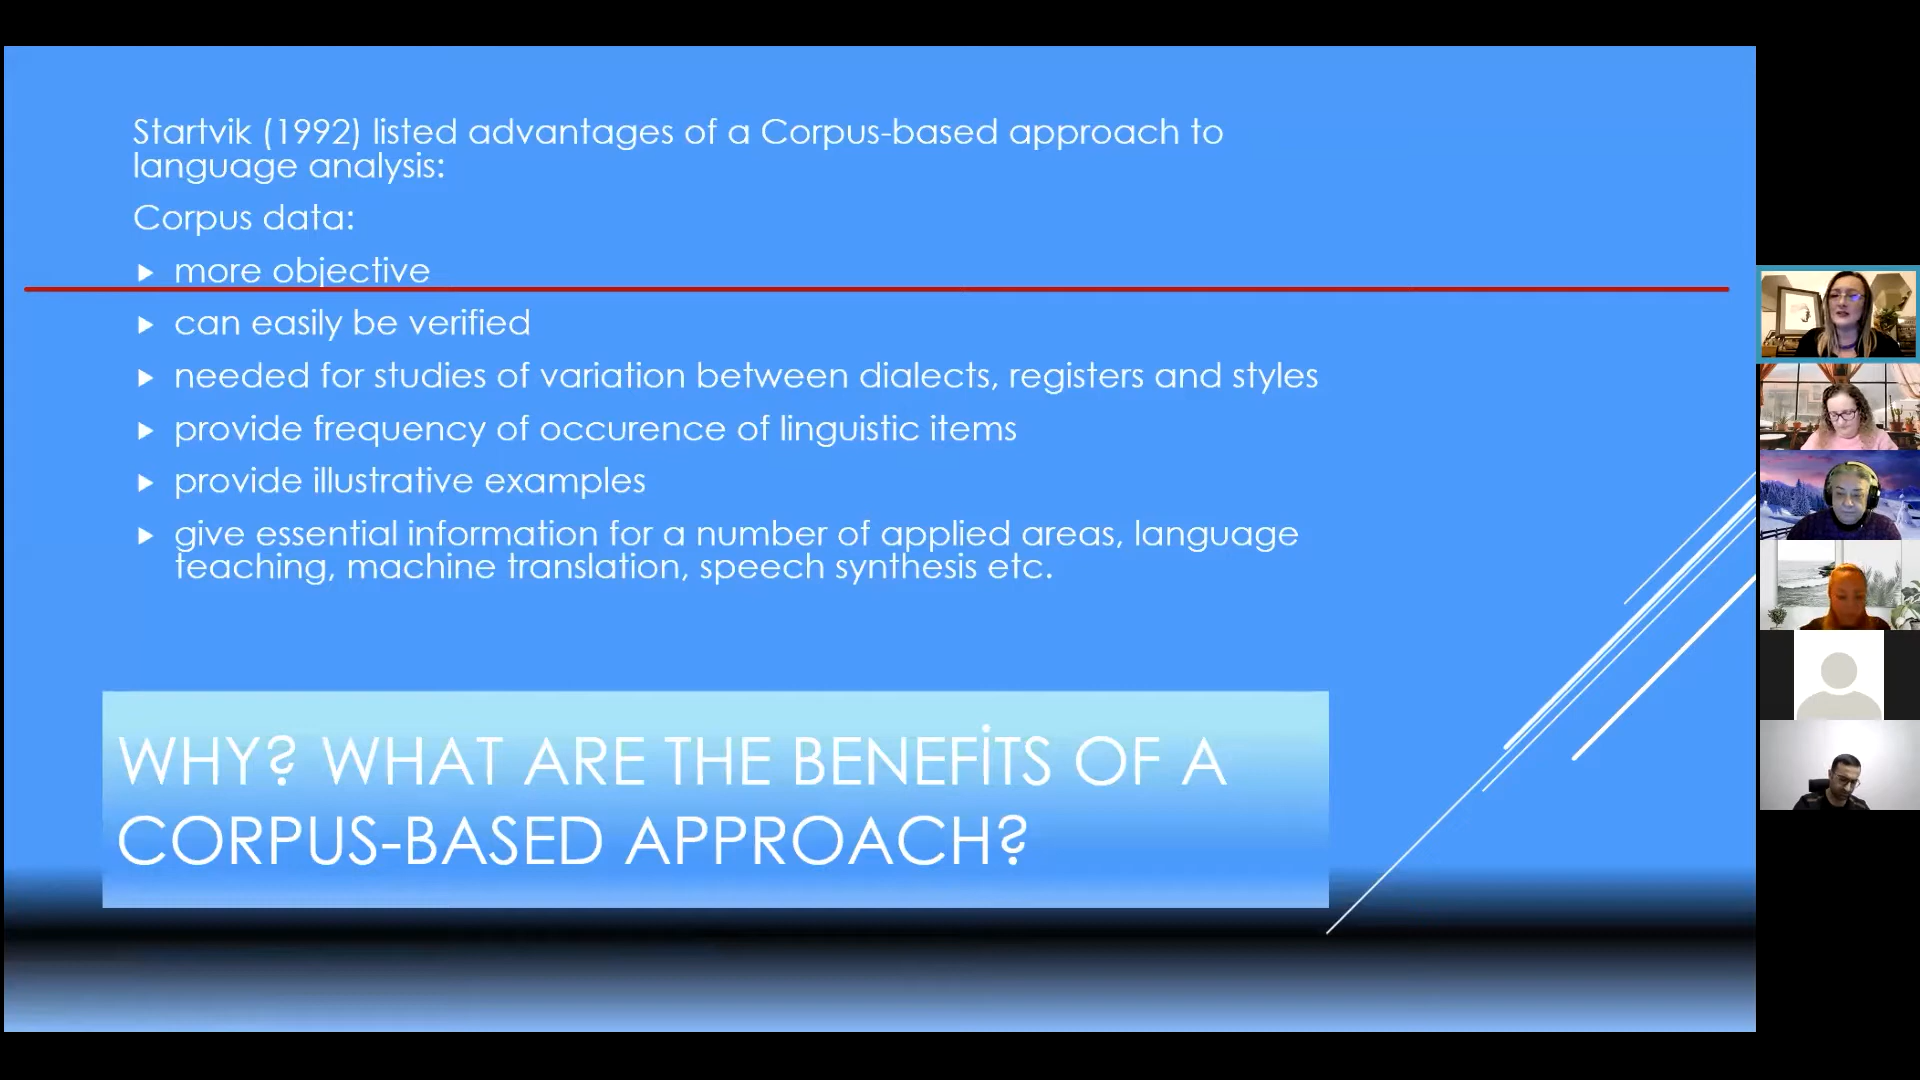 Startvik (1992) listed advantages of a Corpus-based approach to
language analysis:
Corpus data:
more objective
can easily be verified
needed for studies of variation between dialects, registers and styles
provide frequency of occurence of linguistic items
provide illustrative examples
give essential information for a number of applied areas, language
teaching, machine translation, speech synthesis etc.
WHY? WHAT ARE THE BENEFİTS OF A
CORPUS-BASED APPROACH?